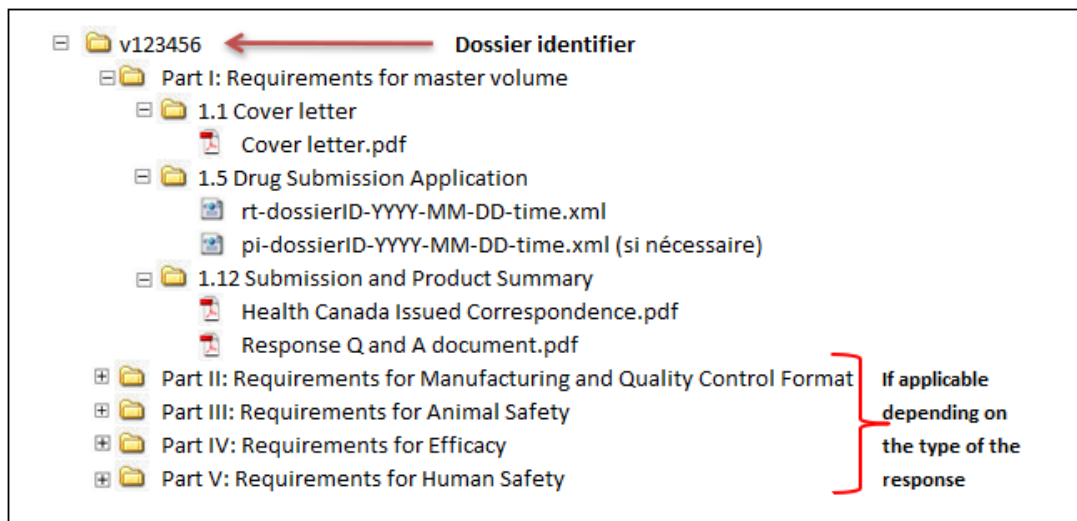 v123456
Dossier identifier
Part I: Requirements for master volume
1.1 Cover letter
Cover letter.pdf
1.5 Drug Submission Application
rt-dossierID-YYYY-MM-DD-time.xml
pi-dossierID-YYYY-MM-DD-time.xml (si nécessaire)
1.12 Submission and Product Summary
Health Canada Issued Correspondence.pdf
Response Q and A document.pdf
Part II: Requirements for Manufacturing and Quality Control Format
Part III: Requirements for Animal Safety
Part IV: Requirements for Efficacy
Part V: Requirements for Human Safety
If applicable
depending on
the type of the
response